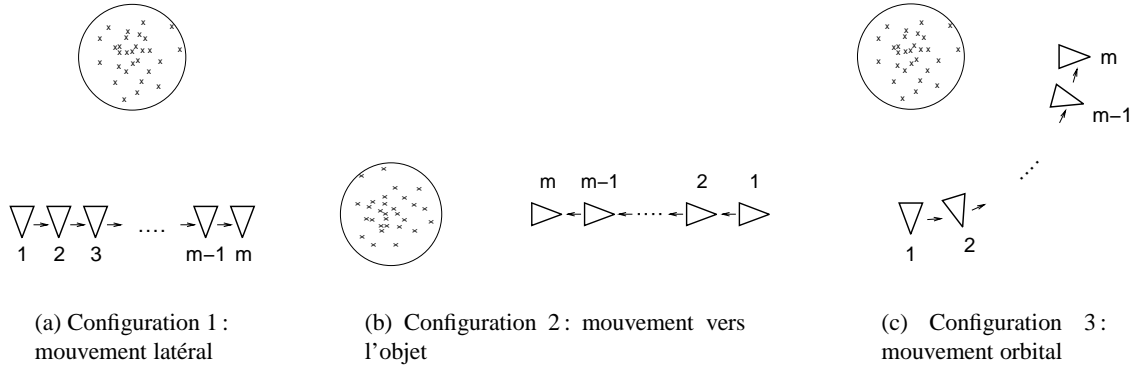 m
m−1
m m−1 2 1
....
1 2 3 .... m−1 m
.....
1 2
(a) Configuration 1 :
mouvement latéral
(b) Configuration 2 : mouvement vers
l'objet
(c) Configuration 3 :
mouvement orbital